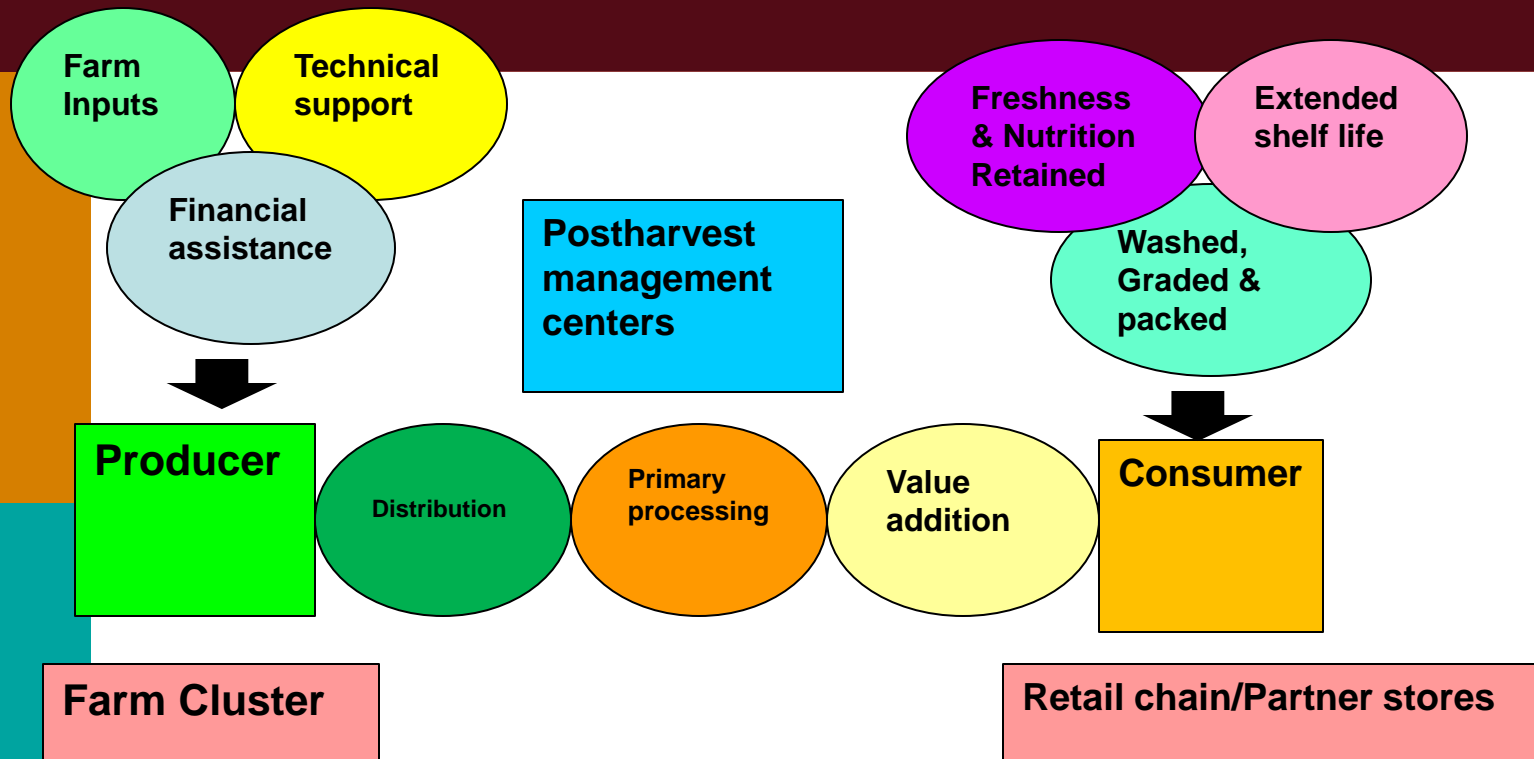 Farm
Inputs
Technical
support
Financial
assistance
Freshness
& Nutrition
Retained
Extended
shelf life
Washed,
Graded &
packed
Postharvest
management
centers
Producer
Distribution
Primary
processing
Value
addition
Consumer
Farm Cluster
Retail chain/Partner stores